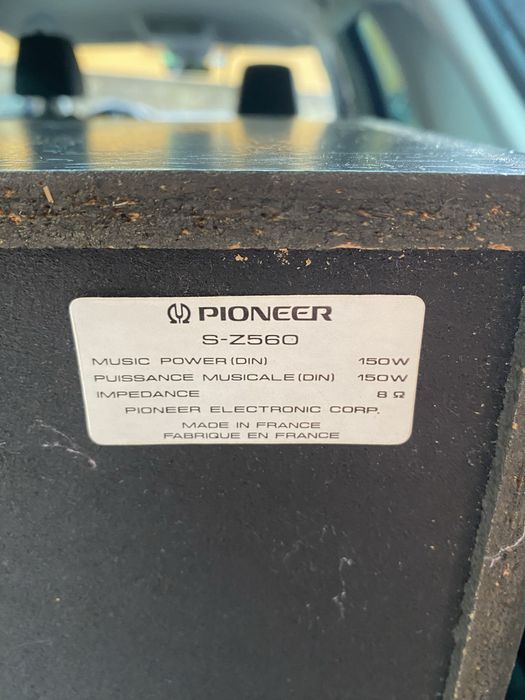 PIONEER
S-Z560
MUSIC POWER(DIN) 150W
PUISSANCE MUSICALE(DIN) 150W
IMPEDANCE 8 Ω
PIONEER ELECTRONIC CORP.
MADE IN FRANCE
FABRIQUE EN FRANCE